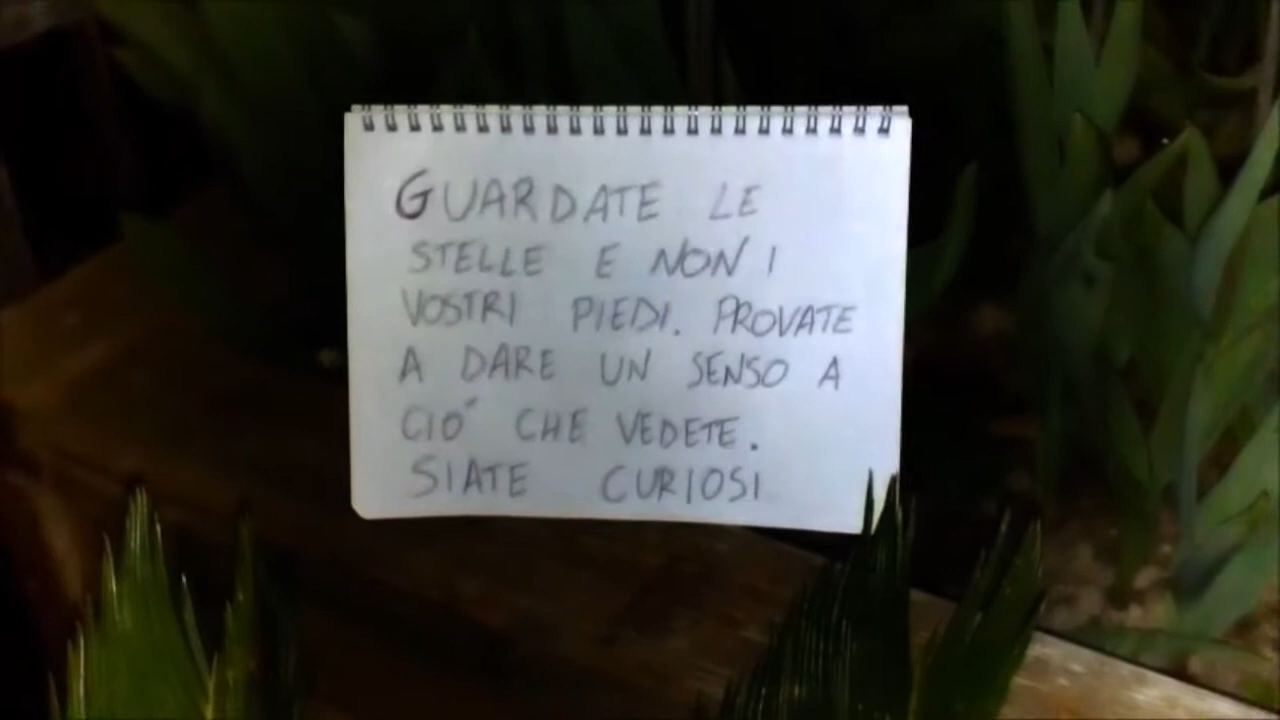 GUARDATE LE
STELLE E NON I
VOSTRI PIEDI. PROVATE
A DARE UN SENSO A
CIO' CHE VEDETE.
SIATE CURIOSI